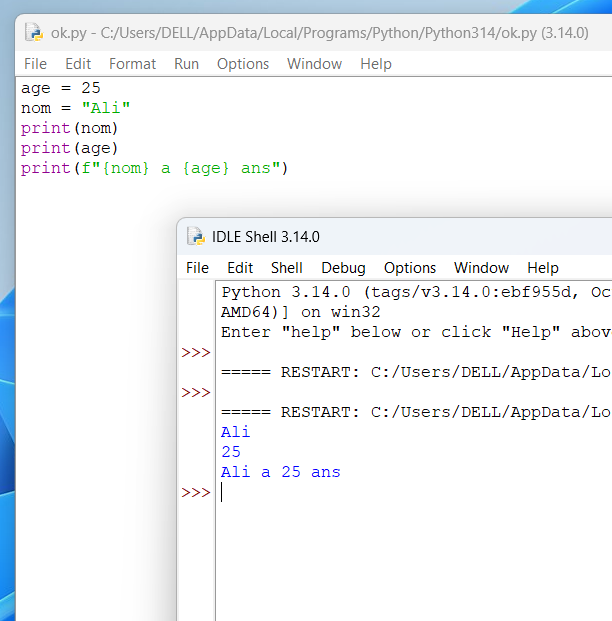 ok.py - C:/Users/DELL/AppData/Local/Programs/Python/Python314/ok.py (3.14.0)
File Edit Format Run Options Window Help
age = 25
nom = "Ali"
print(nom)
print(age)
print(f"{nom} a {age} ans")
IDLE Shell 3.14.0
File Edit Shell Debug Options Window Help
Python 3.14.0 (tags/v3.14.0:ebf955d, Oc
AMD64)] on win32
Enter "help" below or click "Help" abov
>>>
===== RESTART: C:/Users/DELL/AppData/Lo
>>>
===== RESTART: C:/Users/DELL/AppData/Lo
Ali
25
Ali a 25 ans
>>>